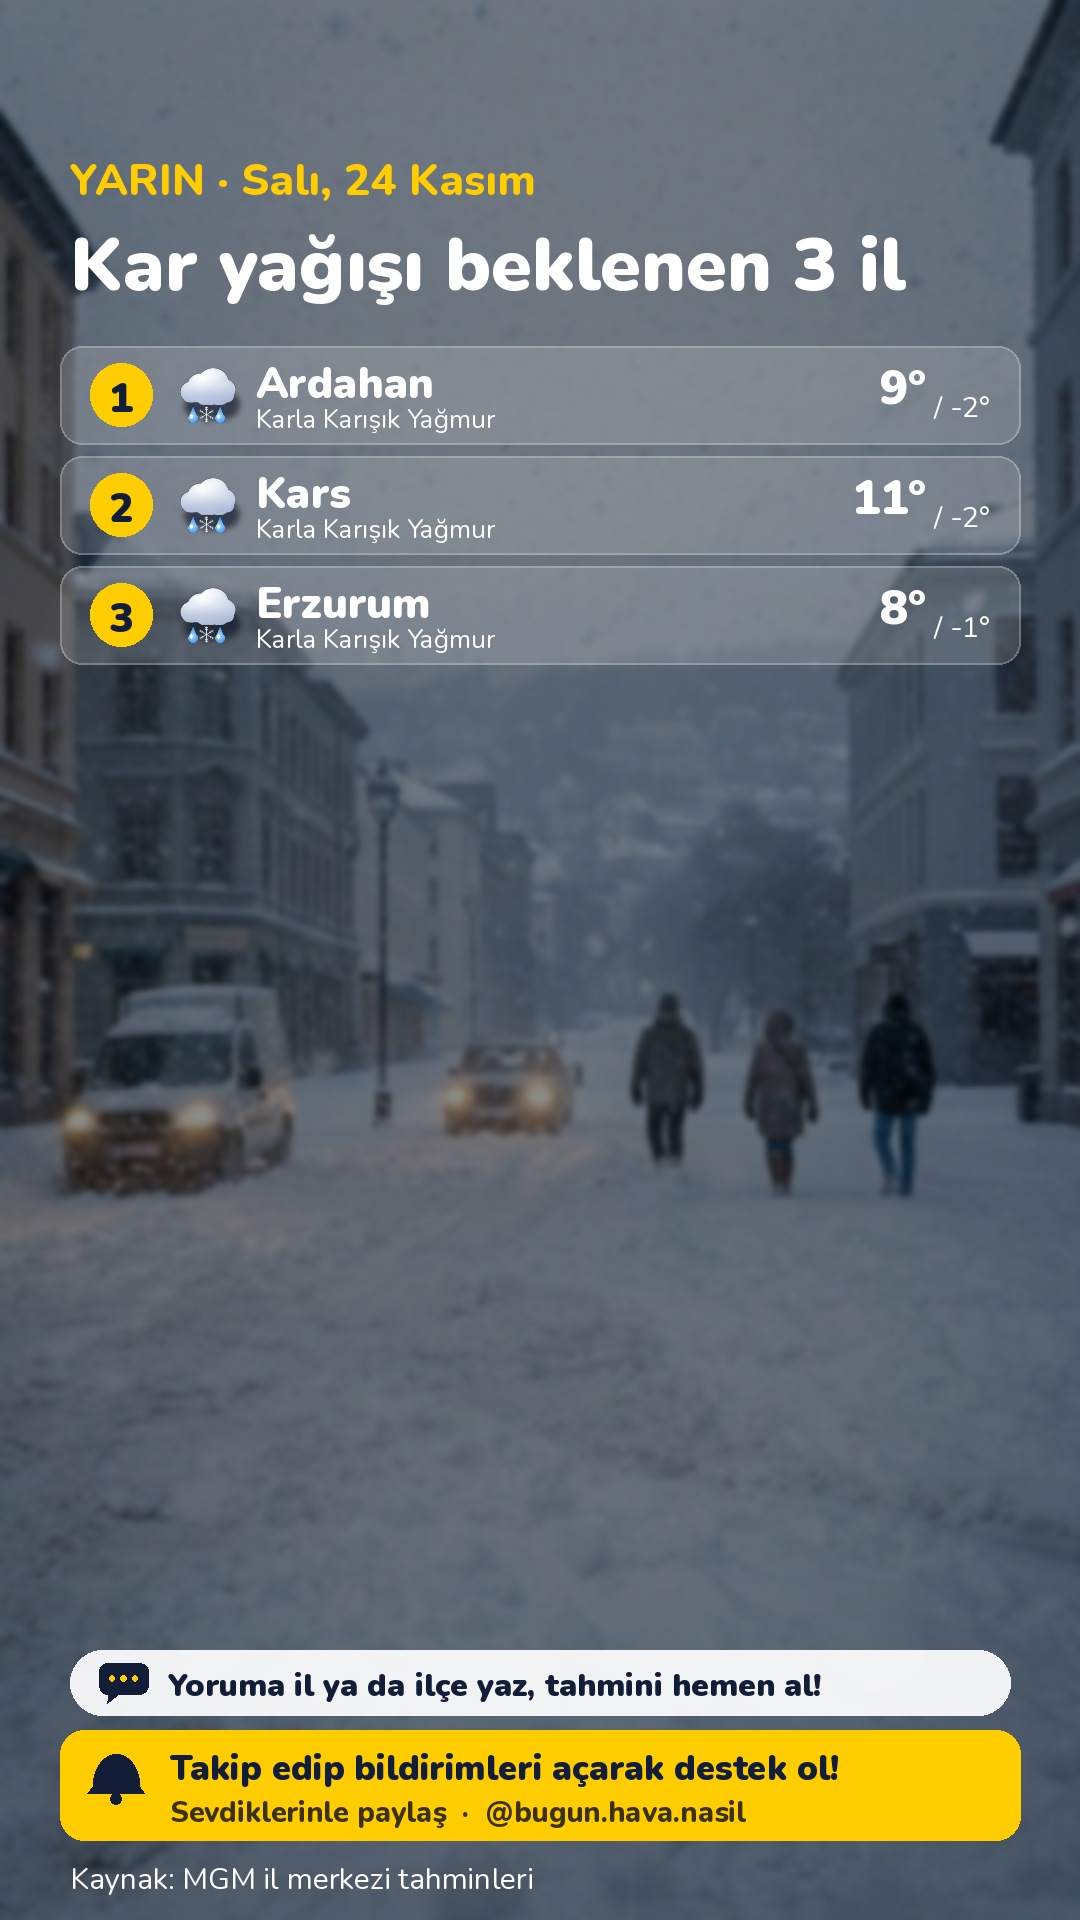 YARIN · Salı, 24 Kasım
Kar yağışı beklenen 3 il
1
Ardahan
Karla Karışık Yağmur
9° / -2°
2
Kars
Karla Karışık Yağmur
11° / -2°
3
Erzurum
Karla Karışık Yağmur
8° / -1°
Yoruma il ya da ilçe yaz, tahmini hemen al!
Takip edip bildirimleri açarak destek ol!
Sevdiklerinle paylaş · @bugun.hava.nasil
Kaynak: MGM il merkezi tahminleri